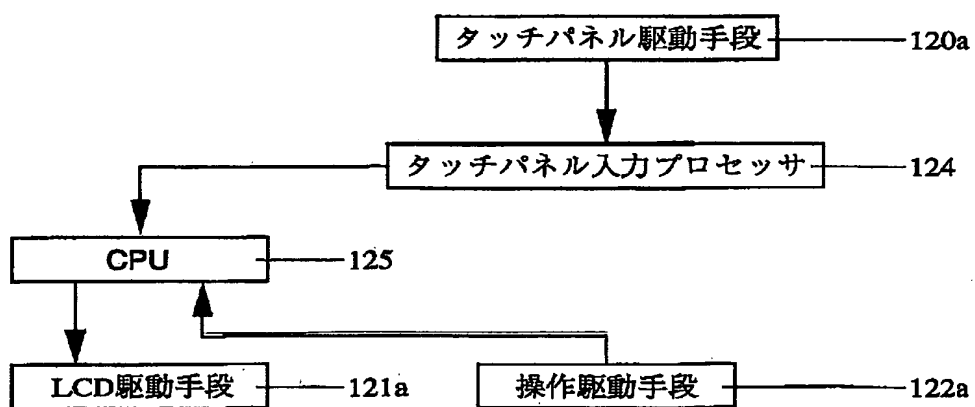 タッチパネル駆動手段 120a
タッチパネル入力プロセッサ 124
CPU 125
LCD駆動手段 121a
操作駆動手段 122a